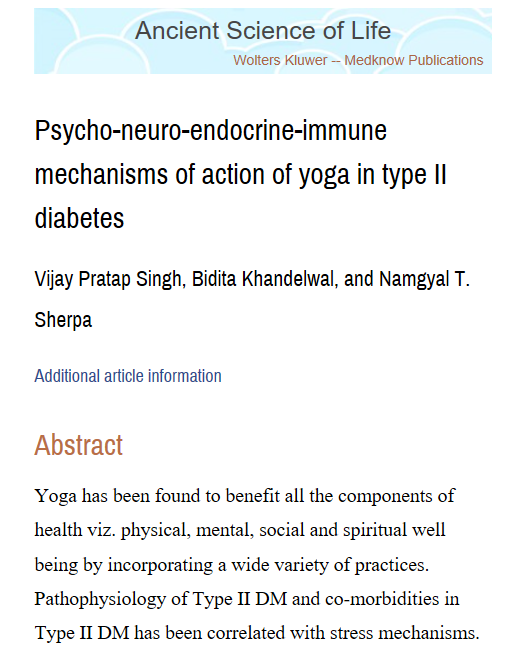 Ancient Science of Life
Wolters Kluwer -- Medknow Publications
Psycho-neuro-endocrine-immune
mechanisms of action of yoga in type II
diabetes
Vijay Pratap Singh, Bidita Khandelwal, and Namgyal T.
Sherpa
Additional article information
Abstract
Yoga has been found to benefit all the components of
health viz. physical, mental, social and spiritual well
being by incorporating a wide variety of practices.
Pathophysiology of Type II DM and co-morbidities in
Type II DM has been correlated with stress mechanisms.